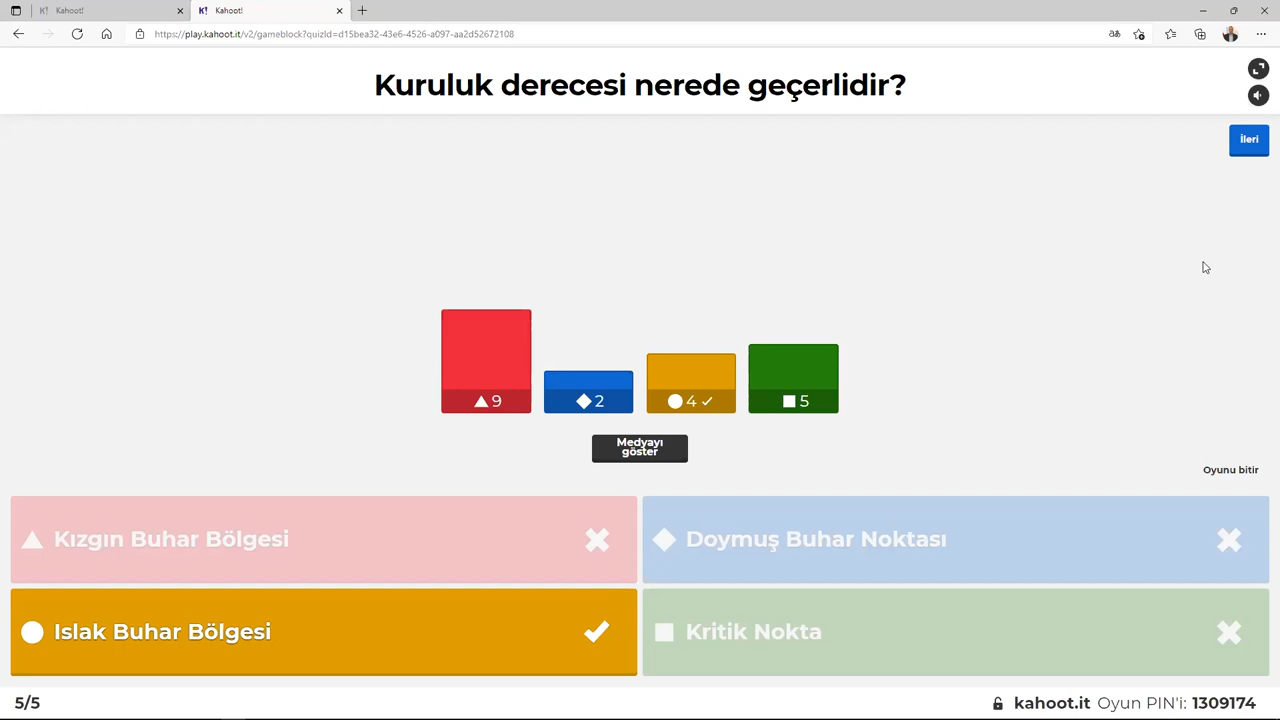 Kahoot!
Kahoot!
https://play.kahoot.it/v2/gameblock?quizId=d15bea32-43e6-4526-a097-aa2d52672108
Kuruluk derecesi nerede geçerlidir?
İleri
9
2
4
5
Medyayı
göster
Oyunu bitir
Kızgın Buhar Bölgesi
Doymuş Buhar Noktası
Islak Buhar Bölgesi
Kritik Nokta
5/5
kahoot.it Oyun PIN'i: 1309174